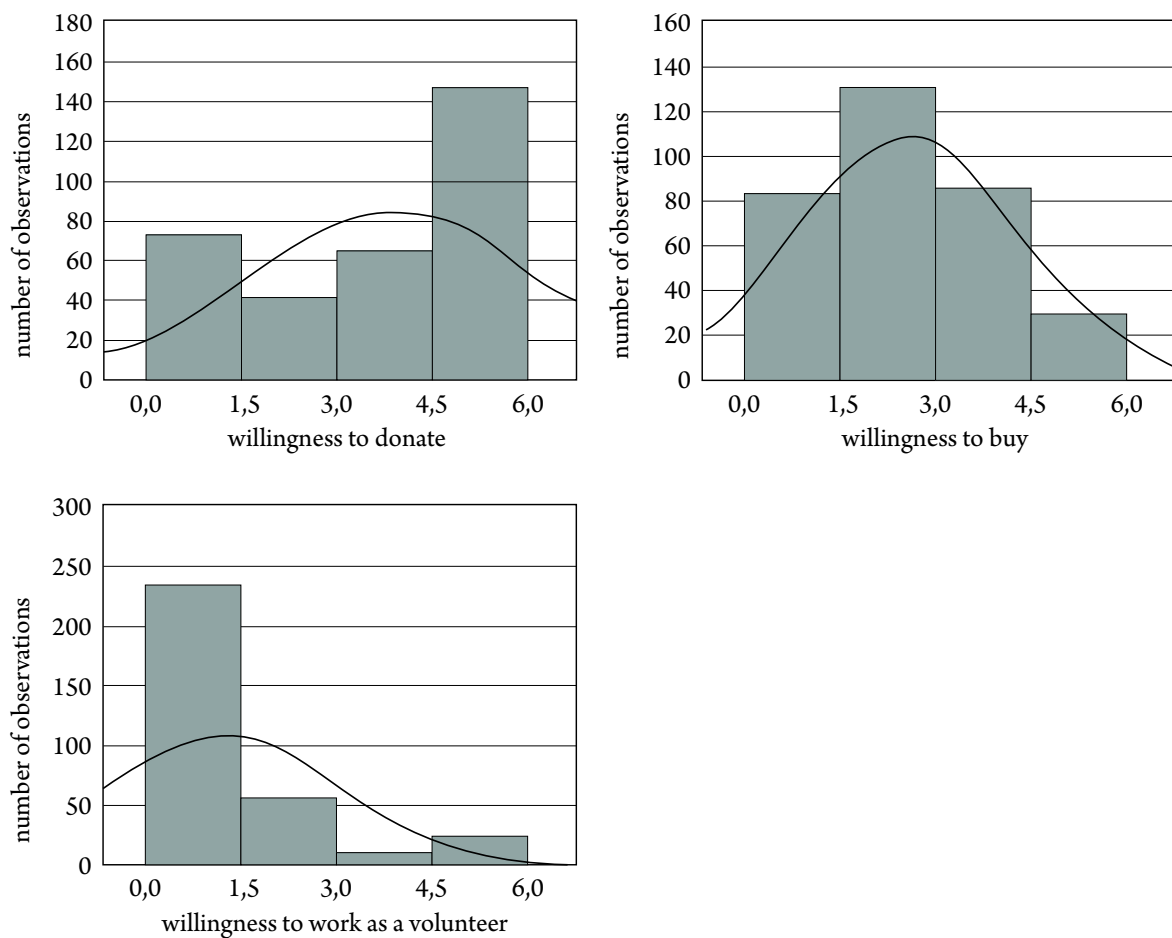 180
160
140
120
100
80
60
40
20
0
number of observations
0,0 1,5 3,0 4,5 6,0
willingness to donate
160
140
120
100
80
60
40
20
0
number of observations
0,0 1,5 3,0 4,5 6,0
willingness to buy
300
250
200
150
100
50
0
number of observations
0,0 1,5 3,0 4,5 6,0
willingness to work as a volunteer